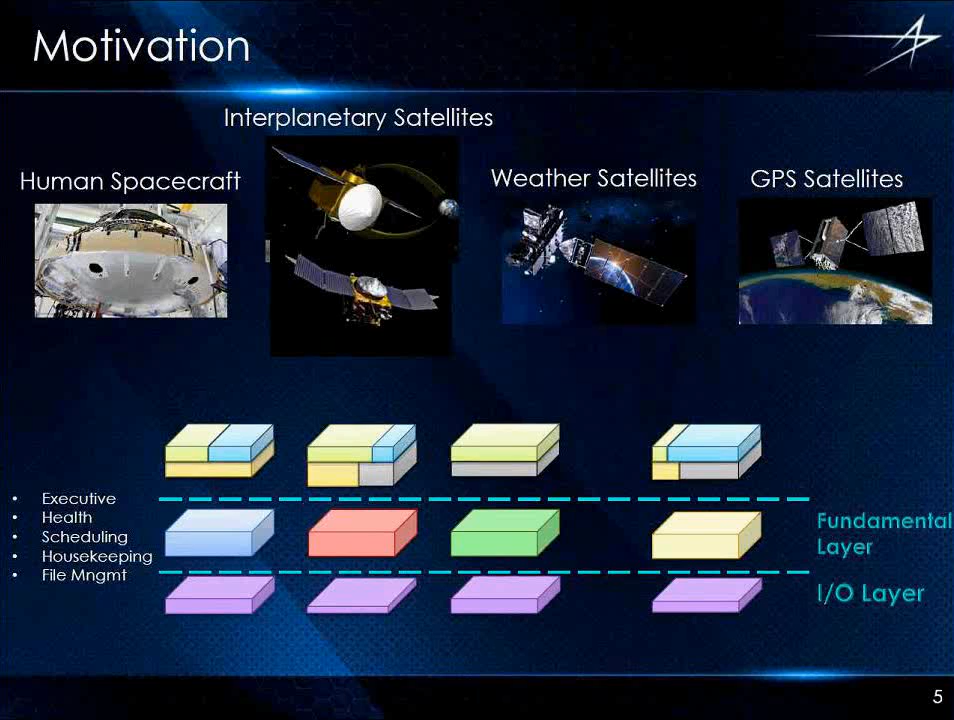 Motivation
Interplanetary Satellites
Human Spacecraft
Weather Satellites
GPS Satellites
• Executive
• Health
• Scheduling
• Housekeeping
• File Mngmt
Fundamental
Layer
I/O Layer
5